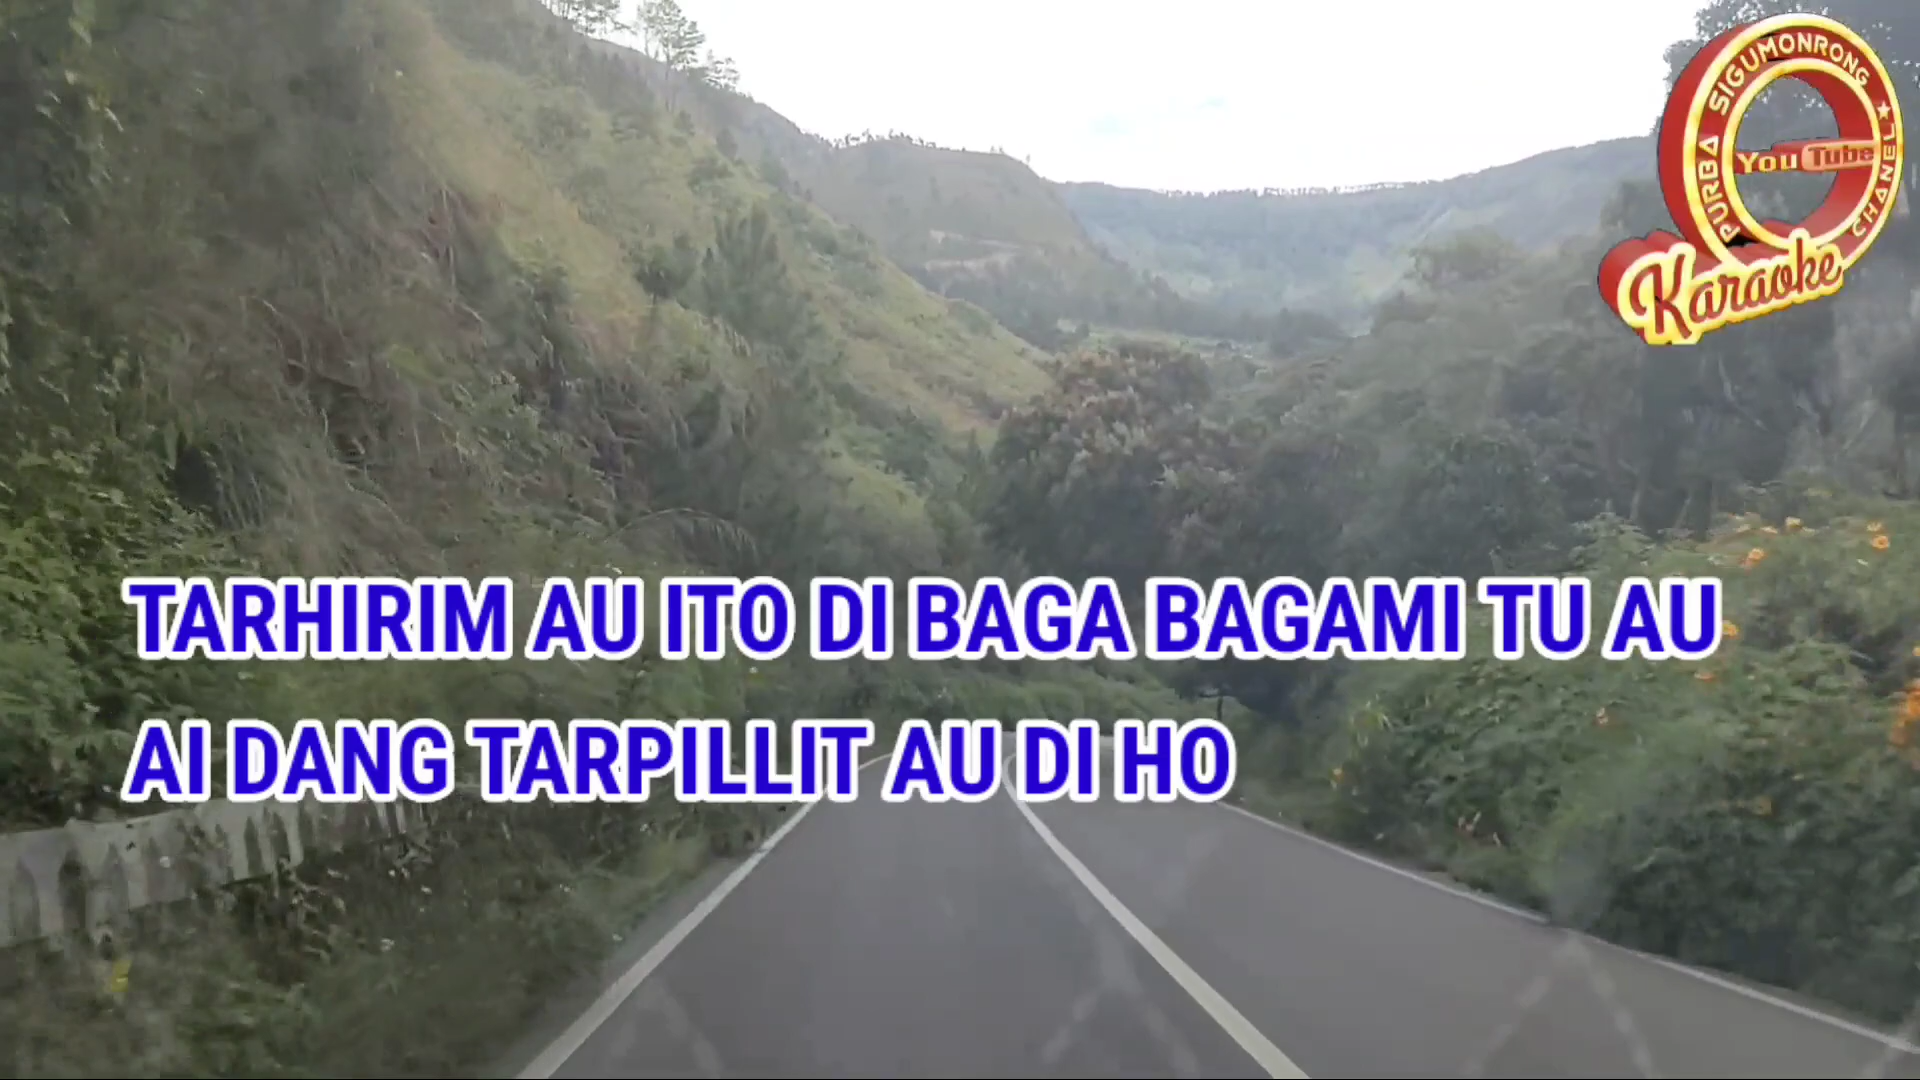 PURBA SIGUMONRONG ★ CHANEL
YouTube
Karaoke
TARHIRIM AU ITO DI BAGA BAGAMI TU AU
AI DANG TARPILLIT AU DI HO